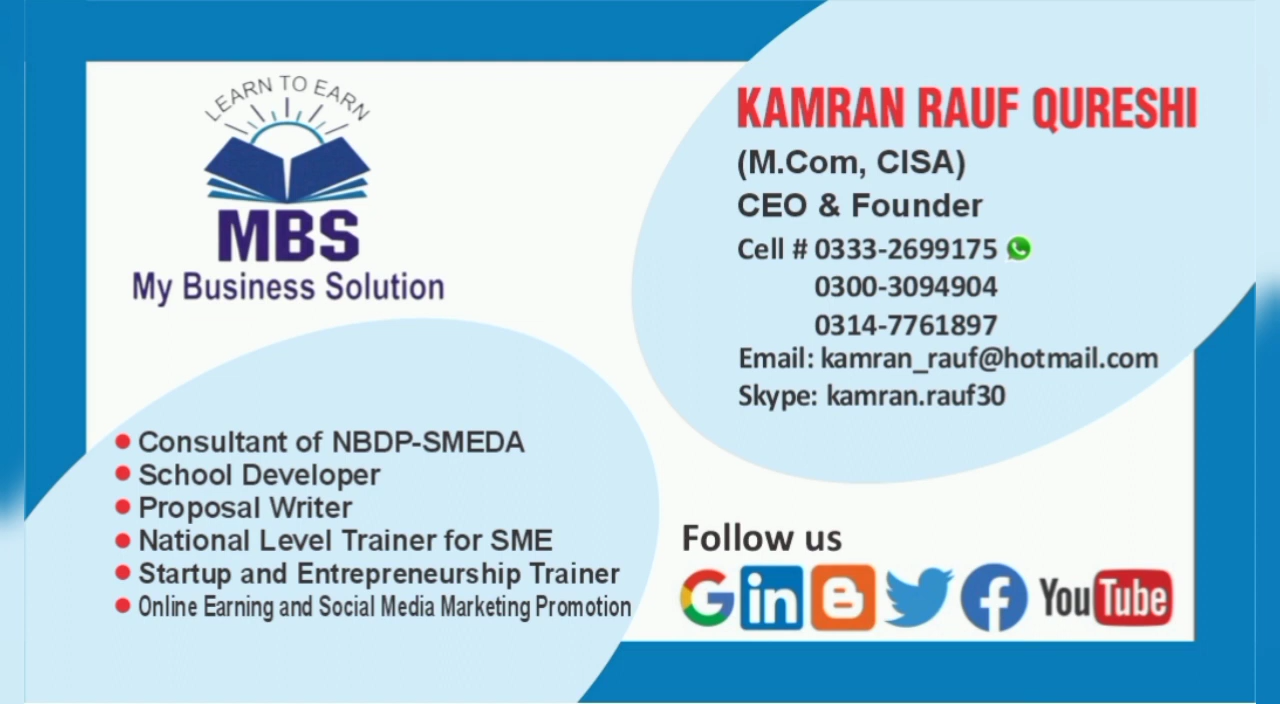 LEARN TO EARN
MBS
My Business Solution
KAMRAN RAUF QURESHI
(M.Com, CISA)
CEO & Founder
Cell # 0333-2699175
0300-3094904
0314-7761897
Email: kamran_rauf@hotmail.com
Skype: kamran.rauf30
Consultant of NBDP-SMEDA
School Developer
Proposal Writer
National Level Trainer for SME
Startup and Entrepreneurship Trainer
Online Earning and Social Media Marketing Promotion
Follow us
G in B f YouTube